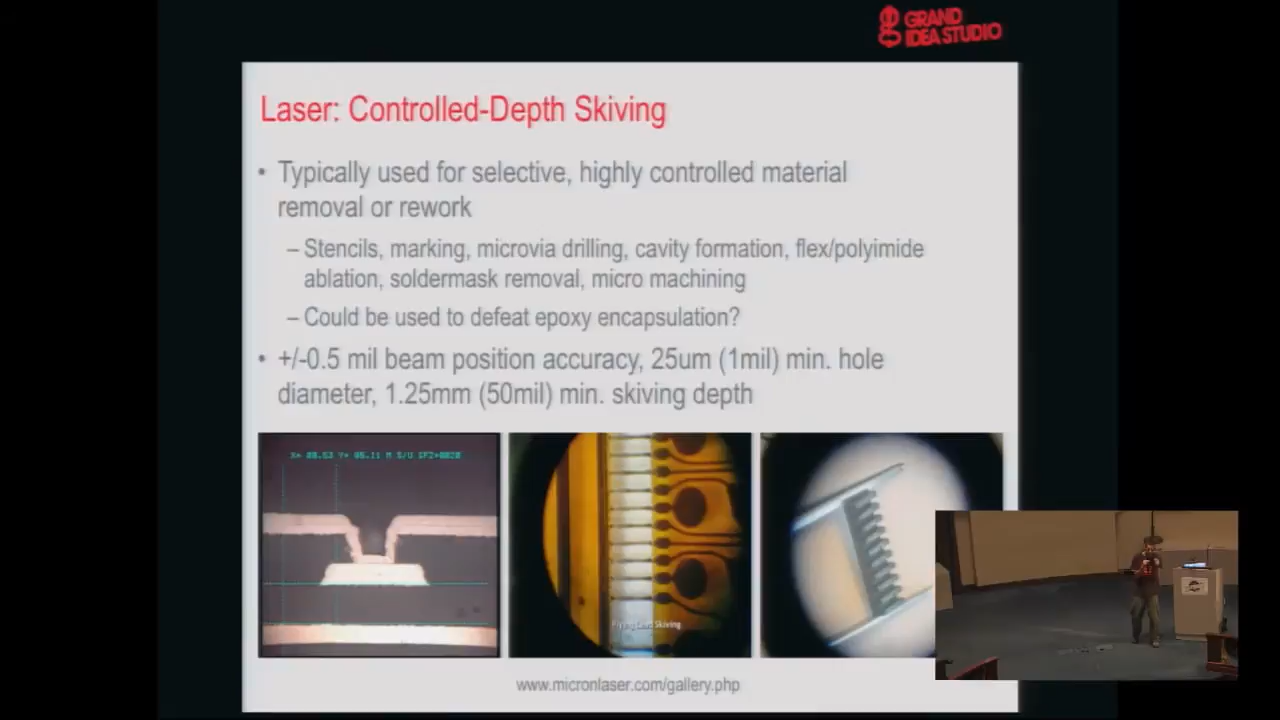 GRAND
IDEA STUDIO
Laser: Controlled-Depth Skiving
• Typically used for selective, highly controlled material
removal or rework
– Stencils, marking, microvia drilling, cavity formation, flex/polyimide
ablation, soldermask removal, micro machining
– Could be used to defeat epoxy encapsulation?
• +/-0.5 mil beam position accuracy, 25um (1mil) min. hole
diameter, 1.25mm (50mil) min. skiving depth
Flying Lead Skiving
www.micronlaser.com/gallery.php